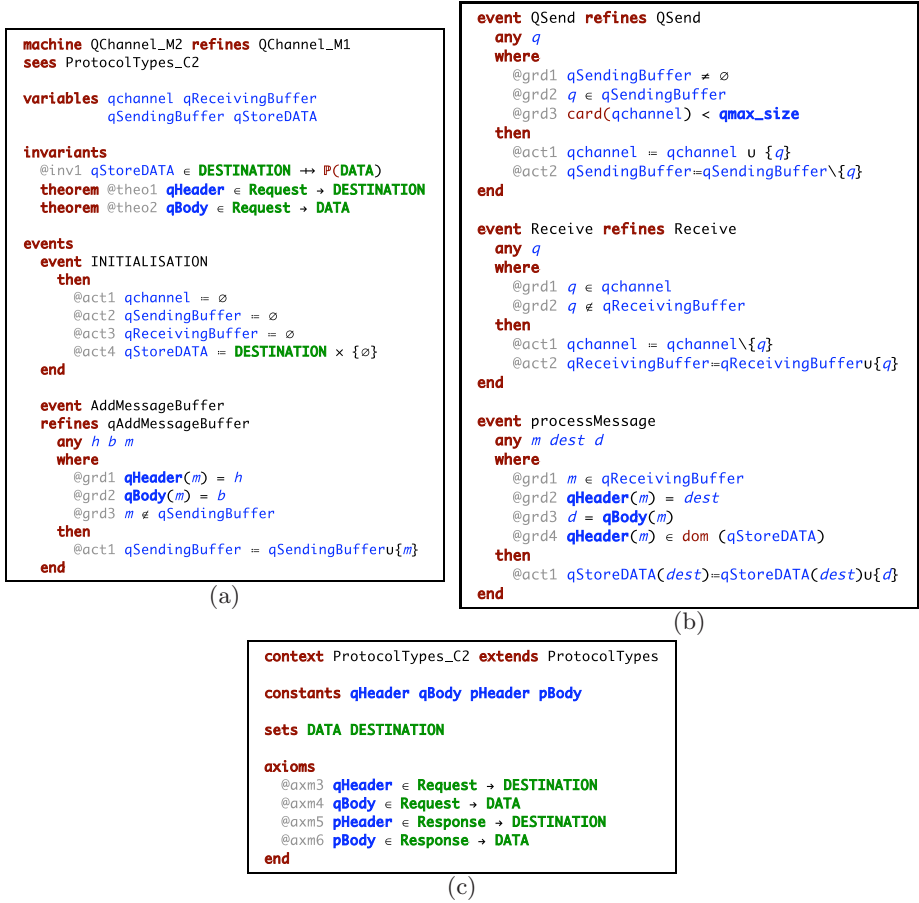 machine QChannel_M2 refines QChannel_M1
sees ProtocolTypes_C2
variables qchannel qReceivingBuffer
qSendingBuffer qStoreDATA
invariants
@inv1 qStoreDATA ∈ DESTINATION ⇸ ℙ(DATA)
theorem @theo1 qHeader ∈ Request → DESTINATION
theorem @theo2 qBody ∈ Request → DATA
events
event INITIALISATION
then
@act1 qchannel ≔ ∅
@act2 qSendingBuffer ≔ ∅
@act3 qReceivingBuffer ≔ ∅
@act4 qStoreDATA ≔ DESTINATION × {∅}
end
event AddMessageBuffer
refines qAddMessageBuffer
any h b m
where
@grd1 qHeader(m) = h
@grd2 qBody(m) = b
@grd3 m ∉ qSendingBuffer
then
@act1 qSendingBuffer ≔ qSendingBuffer∪{m}
end
(a)
event QSend refines QSend
any q
where
@grd1 qSendingBuffer ≠ ∅
@grd2 q ∈ qSendingBuffer
@grd3 card(qchannel) < qmax_size
then
@act1 qchannel ≔ qchannel ∪ {q}
@act2 qSendingBuffer≔qSendingBuffer\{q}
end
event Receive refines Receive
any q
where
@grd1 q ∈ qchannel
@grd2 q ∉ qReceivingBuffer
then
@act1 qchannel ≔ qchannel\{q}
@act2 qReceivingBuffer≔qReceivingBuffer∪{q}
end
event processMessage
any m dest d
where
@grd1 m ∈ qReceivingBuffer
@grd2 qHeader(m) = dest
@grd3 d = qBody(m)
@grd4 qHeader(m) ∈ dom (qStoreDATA)
then
@act1 qStoreDATA(dest)≔qStoreDATA(dest)∪{d}
end
(b)
context ProtocolTypes_C2 extends ProtocolTypes
constants qHeader qBody pHeader pBody
sets DATA DESTINATION
axioms
@axm3 qHeader ∈ Request → DESTINATION
@axm4 qBody ∈ Request → DATA
@axm5 pHeader ∈ Response → DESTINATION
@axm6 pBody ∈ Response → DATA
end
(c)